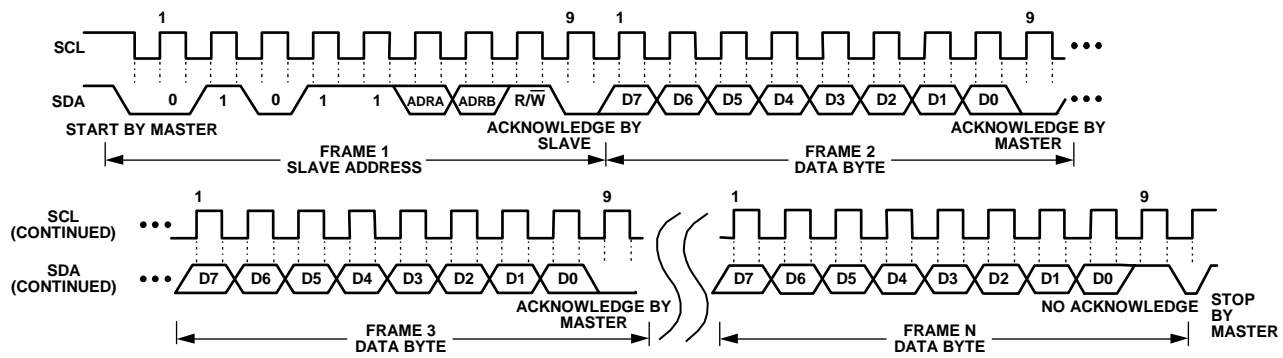 1 9 1 9
SCL
SDA 0 1 0 1 1 ADRA ADRB R/W̅ D7 D6 D5 D4 D3 D2 D1 D0
START BY MASTER ACKNOWLEDGE BY SLAVE ACKNOWLEDGE BY MASTER
FRAME 1 SLAVE ADDRESS FRAME 2 DATA BYTE
1 9 1 9
SCL (CONTINUED)
SDA (CONTINUED) D7 D6 D5 D4 D3 D2 D1 D0 D7 D6 D5 D4 D3 D2 D1 D0
ACKNOWLEDGE BY MASTER NO ACKNOWLEDGE STOP BY MASTER
FRAME 3 DATA BYTE FRAME N DATA BYTE